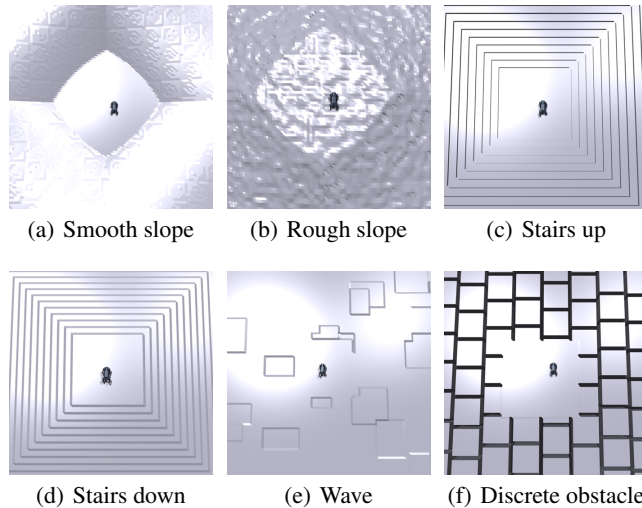 (a) Smooth slope
(b) Rough slope
(c) Stairs up
(d) Stairs down
(e) Wave
(f) Discrete obstacle